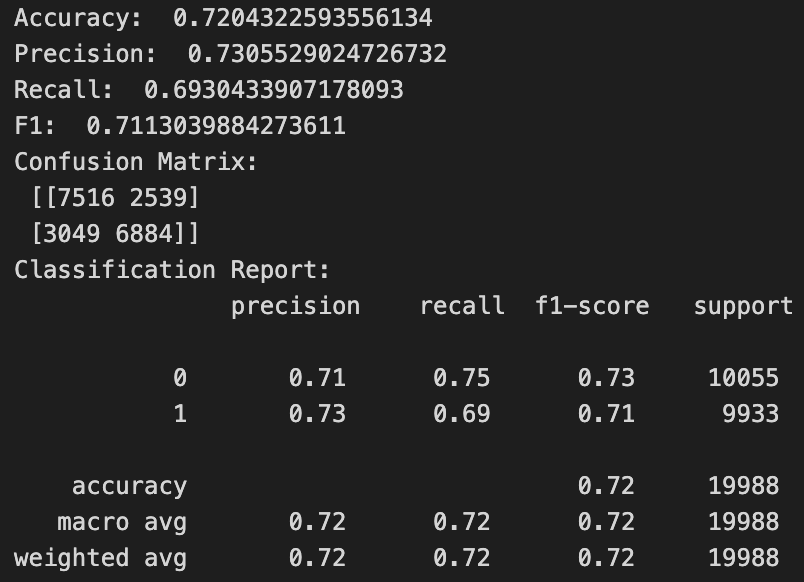 Accuracy:  0.7204322593556134
Precision:  0.7305529024726732
Recall:  0.6930433907178093
F1:  0.7113039884273611
Confusion Matrix:
 [[7516 2539]
 [3049 6884]]
Classification Report:
               precision    recall  f1-score   support

           0       0.71      0.75      0.73     10055
           1       0.73      0.69      0.71      9933

    accuracy                           0.72     19988
   macro avg       0.72      0.72      0.72     19988
weighted avg       0.72      0.72      0.72     19988